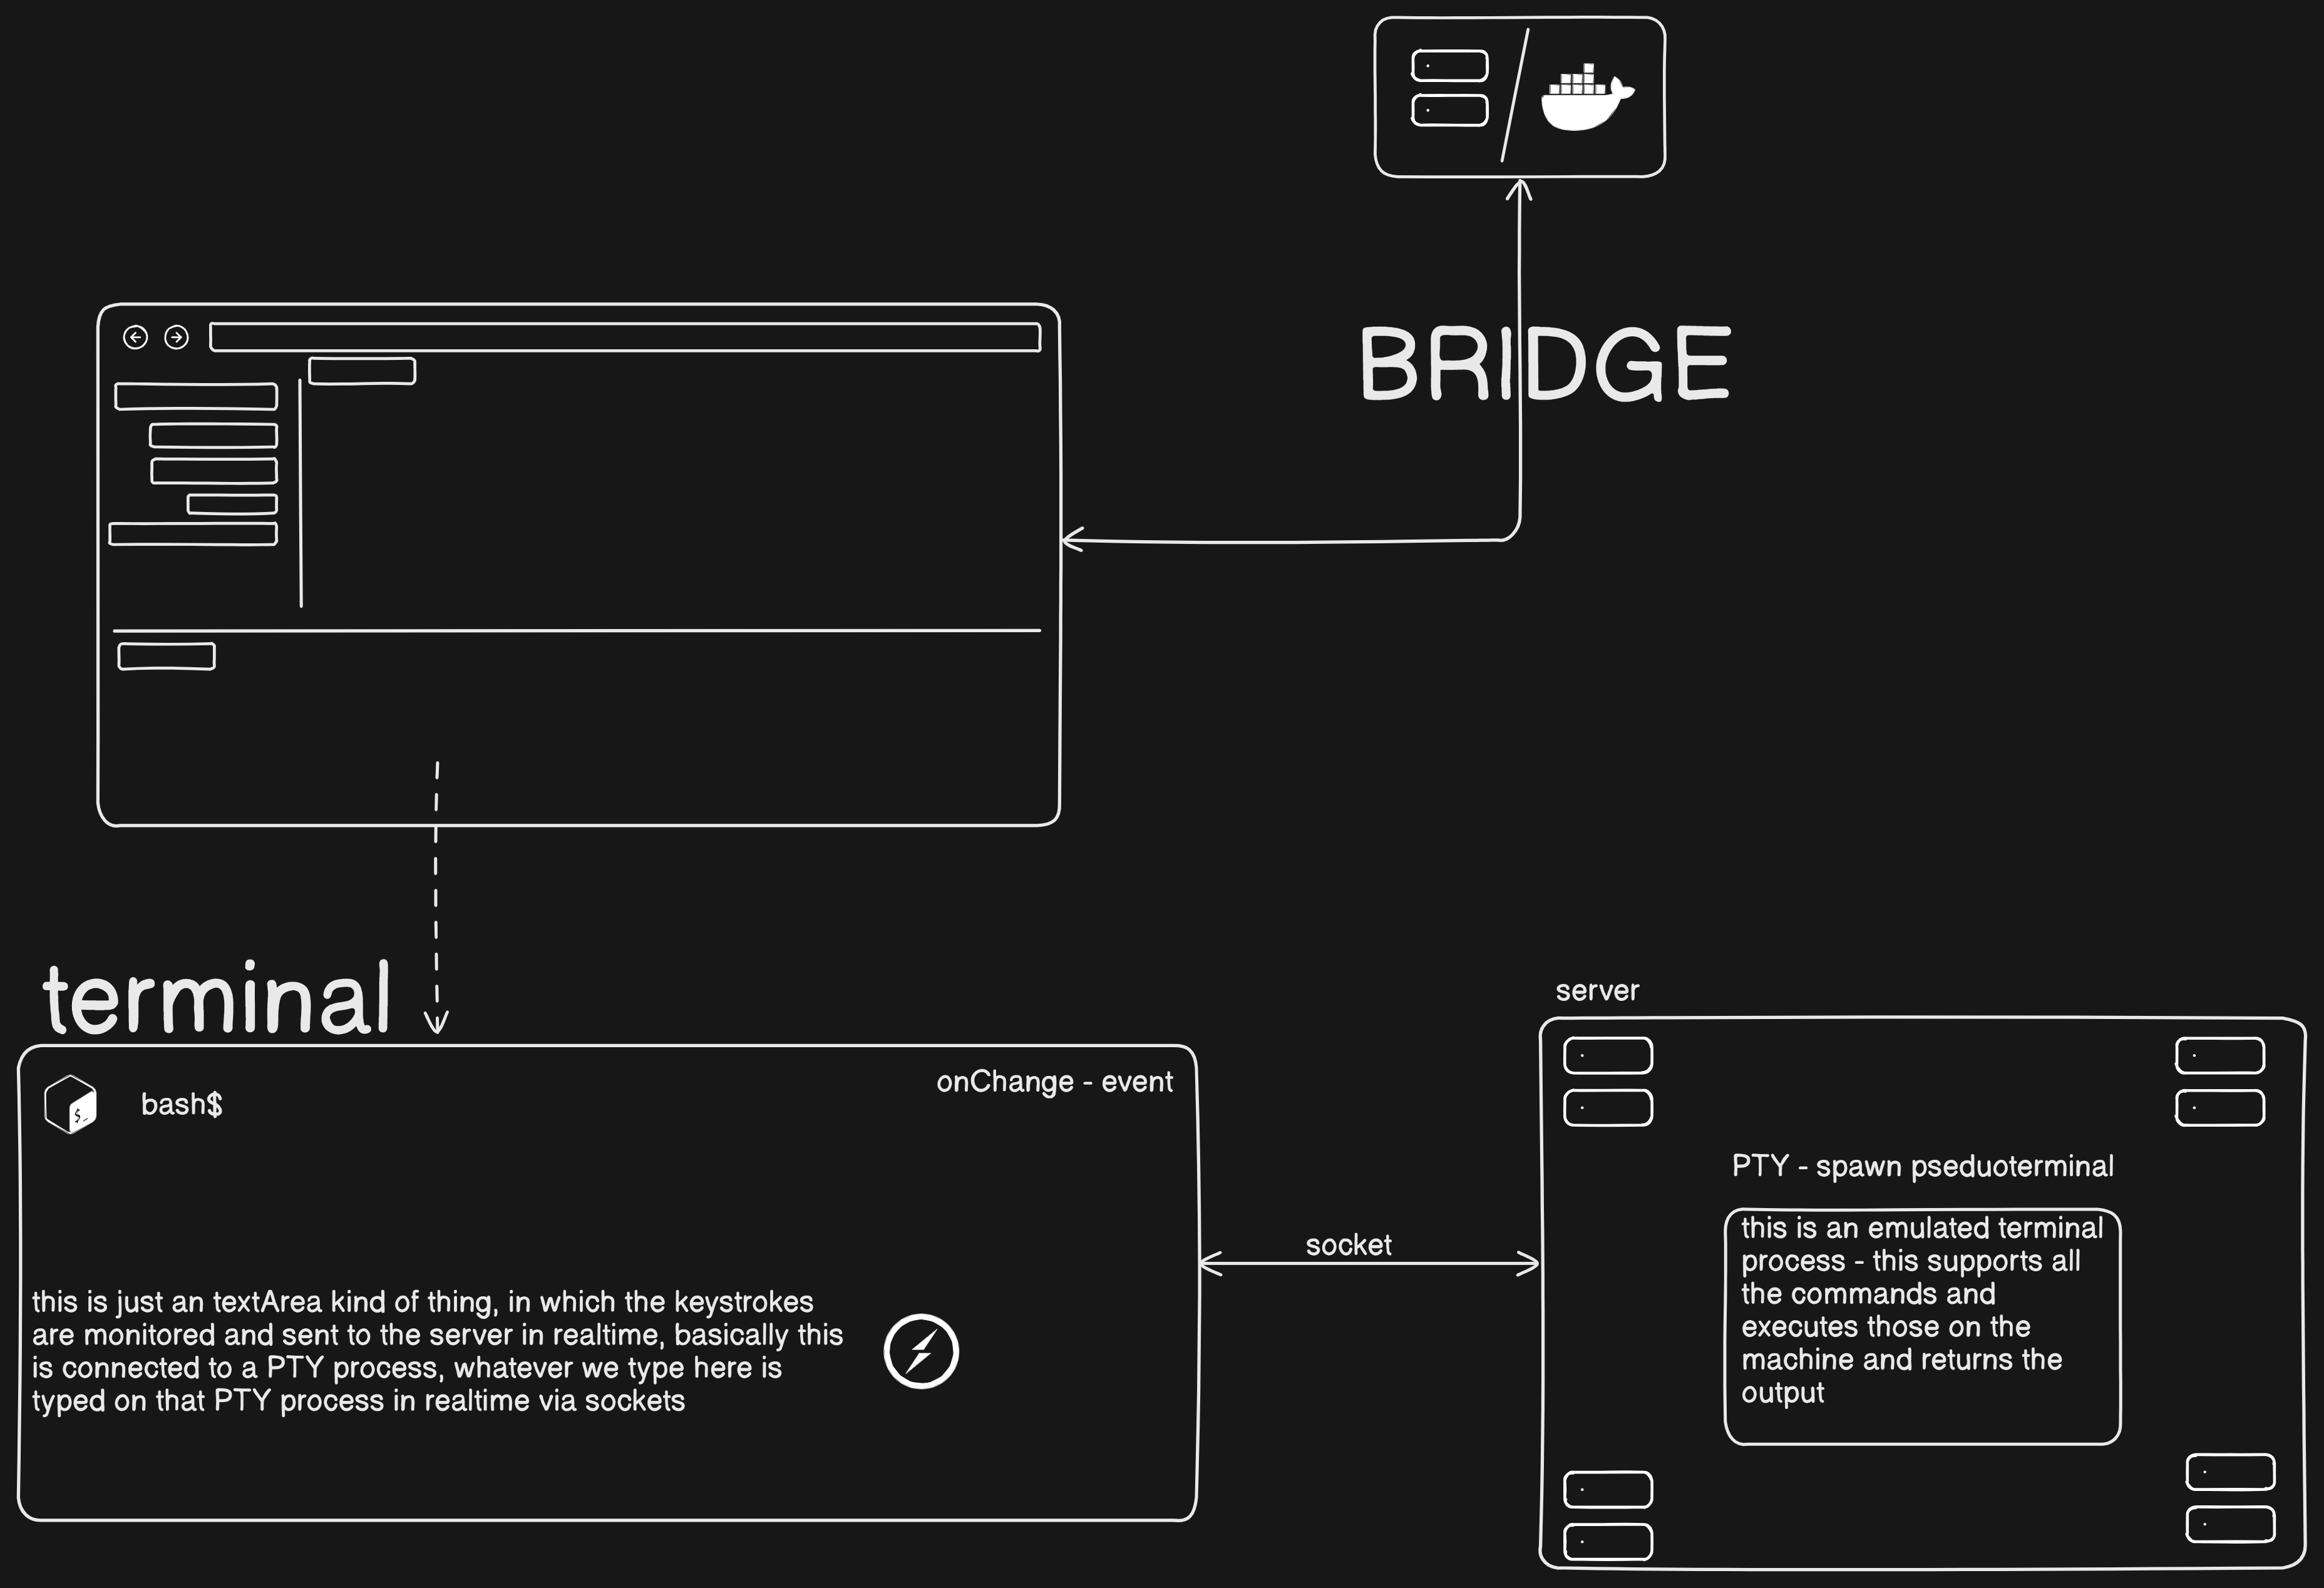 BRIDGE
terminal
bash$
onChange - event
this is just an textArea kind of thing, in which the keystrokes
are monitored and sent to the server in realtime, basically this
is connected to a PTY process, whatever we type here is
typed on that PTY process in realtime via sockets
socket
server
PTY - spawn pseduoterminal
this is an emulated terminal
process - this supports all
the commands and
executes those on the
machine and returns the
output